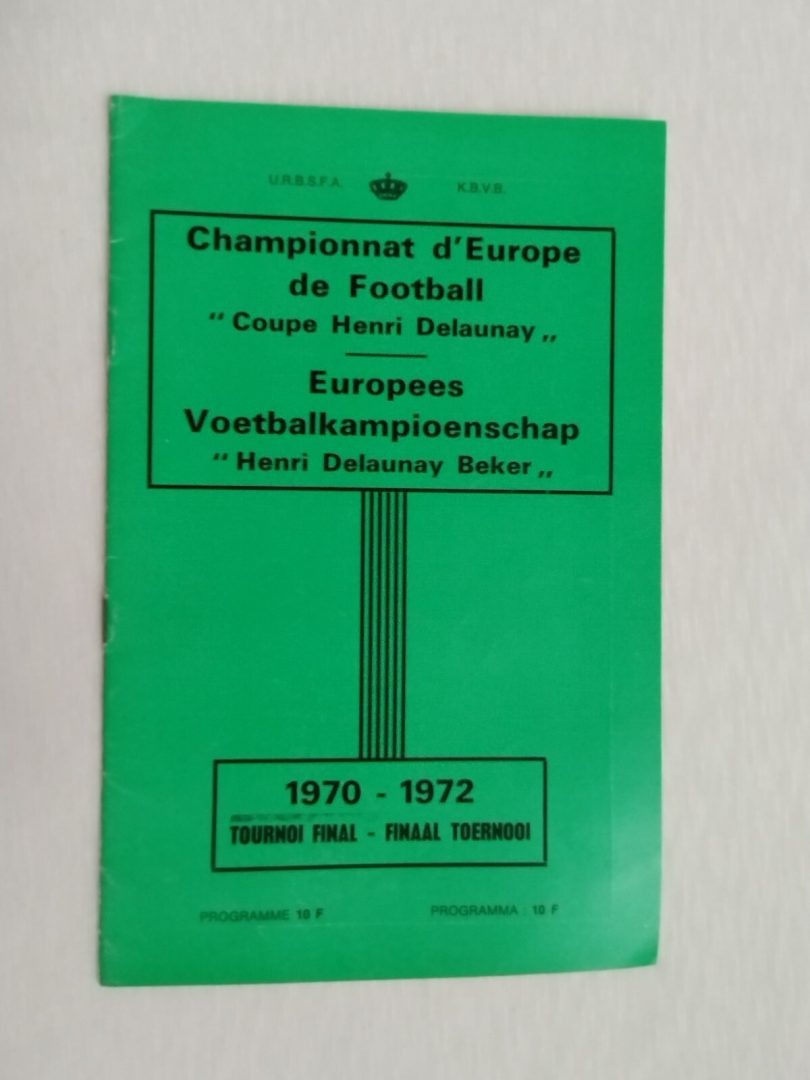 U.R.B.S.F.A. K.B.V.B.
Championnat d'Europe
de Football
"Coupe Henri Delaunay„
Europees
Voetbalkampioenschap
"Henri Delaunay Beker„
1970 - 1972
TOURNOI FINAL - FINAAL TOERNOOI
PROGRAMME 10 F PROGRAMMA : 10 F